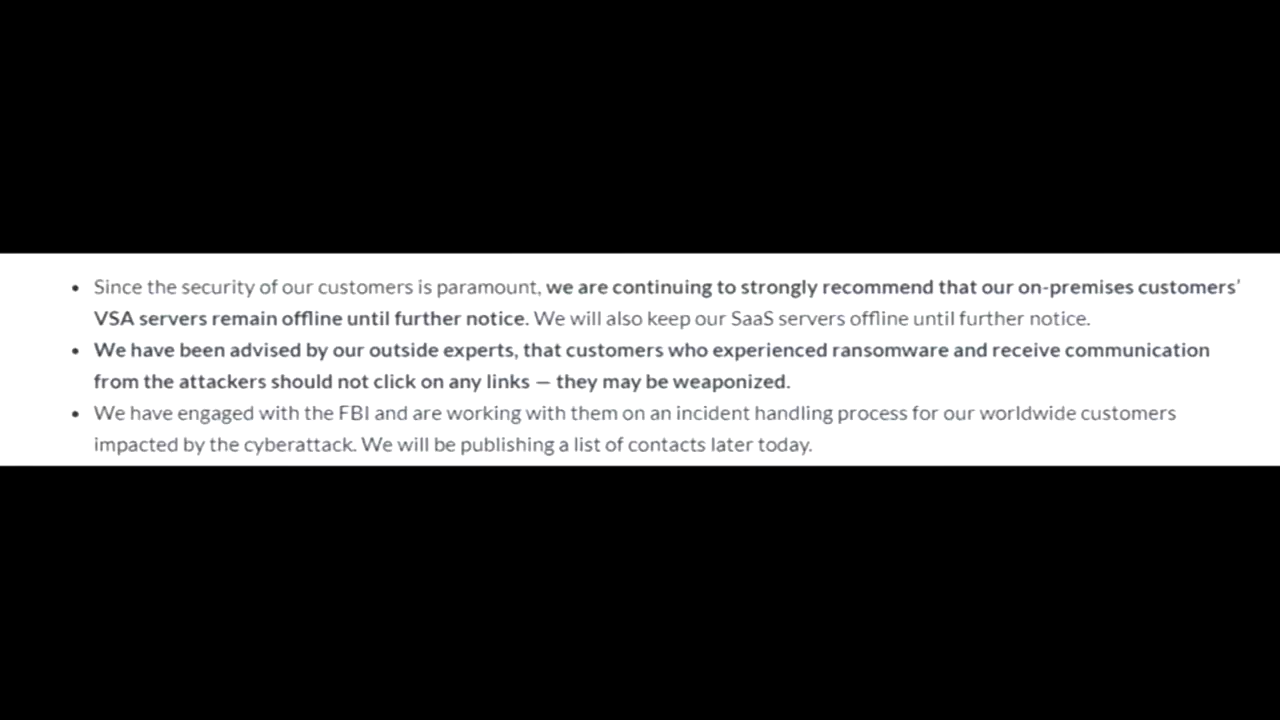 • Since the security of our customers is paramount, we are continuing to strongly recommend that our on-premises customers’
VSA servers remain offline until further notice. We will also keep our SaaS servers offline until further notice.
• We have been advised by our outside experts, that customers who experienced ransomware and receive communication
from the attackers should not click on any links — they may be weaponized.
• We have engaged with the FBI and are working with them on an incident handling process for our worldwide customers
impacted by the cyberattack. We will be publishing a list of contacts later today.